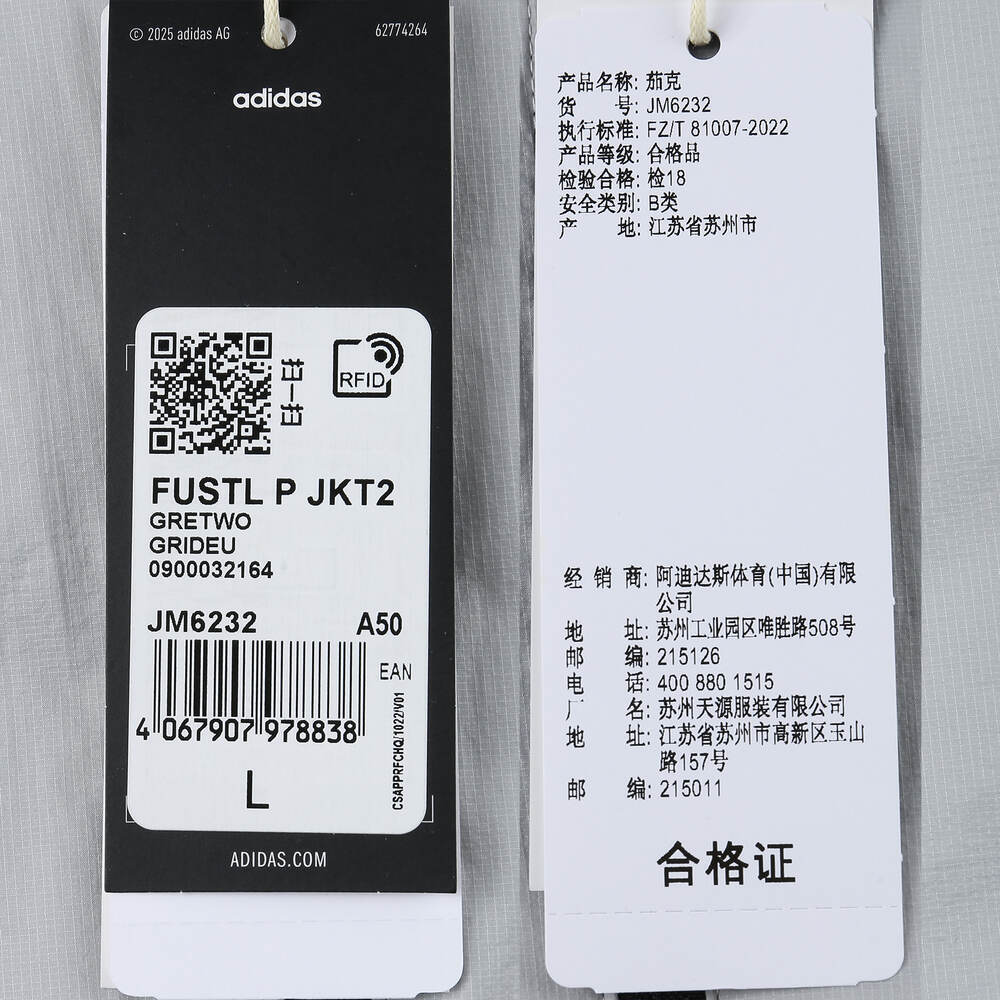 © 2025 adidas AG
62774264
adidas
扫一扫
RFID
FUSTL P JKT2
GRETWO
GRIDEU
0900032164
JM6232 A50
EAN
4 067907 978838
CSAPPRFCHQ/1022/V01
L
ADIDAS.COM
产品名称: 茄克
货 号: JM6232
执行标准: FZ/T 81007-2022
产品等级: 合格品
检验合格: 检18
安全类别: B类
产 地: 江苏省苏州市
经 销 商: 阿迪达斯体育(中国)有限
公司
地 址: 苏州工业园区唯胜路508号
邮 编: 215126
电 话: 400 880 1515
厂 名: 苏州天源服装有限公司
地 址: 江苏省苏州市高新区玉山
路157号
邮 编: 215011
合格证